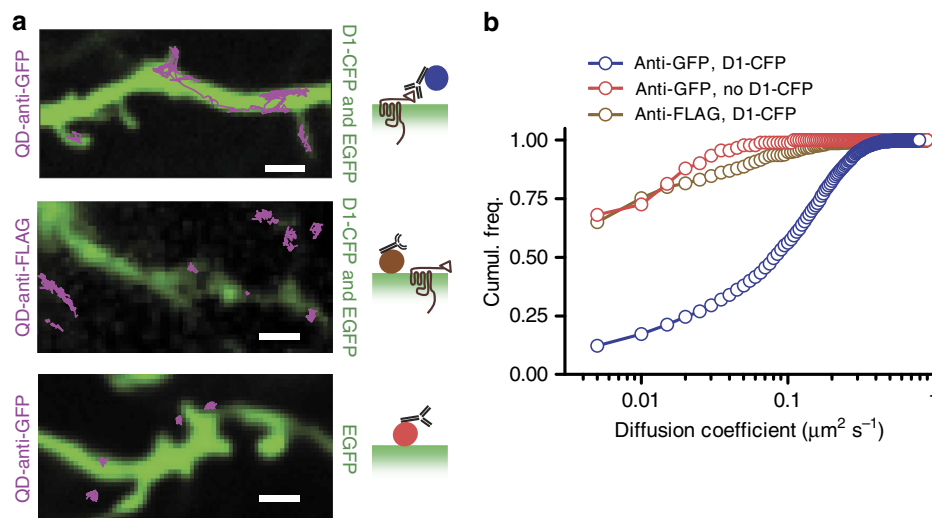 a
QD-anti-GFP
D1-CFP and EGFP
QD-anti-FLAG
D1-CFP and EGFP
QD-anti-GFP
EGFP
b
Anti-GFP, D1-CFP
Anti-GFP, no D1-CFP
Anti-FLAG, D1-CFP
Cumul. freq.
1.00
0.75
0.50
0.25
0.00
0.01
0.1
1
Diffusion coefficient (μm² s⁻¹)